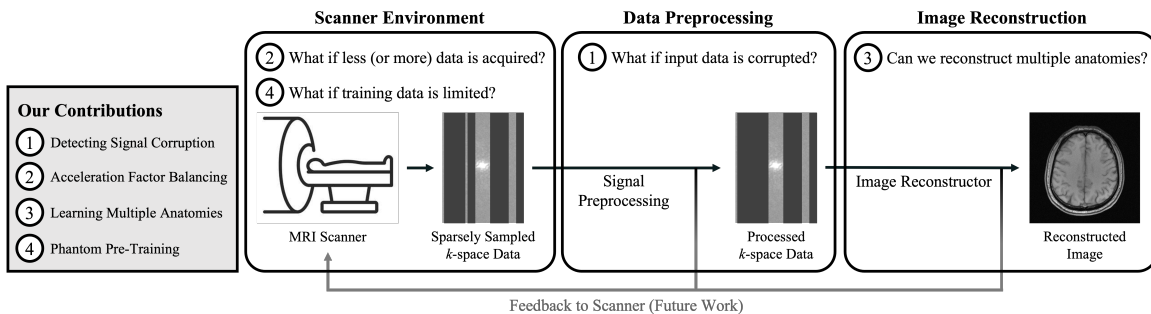 Scanner Environment
Data Preprocessing
Image Reconstruction
2 What if less (or more) data is acquired?
4 What if training data is limited?
1 What if input data is corrupted?
3 Can we reconstruct multiple anatomies?
Our Contributions
1 Detecting Signal Corruption
2 Acceleration Factor Balancing
3 Learning Multiple Anatomies
4 Phantom Pre-Training
MRI Scanner
Sparsely Sampled
k-space Data
Signal
Preprocessing
Processed
k-space Data
Image Reconstructor
Reconstructed
Image
Feedback to Scanner (Future Work)